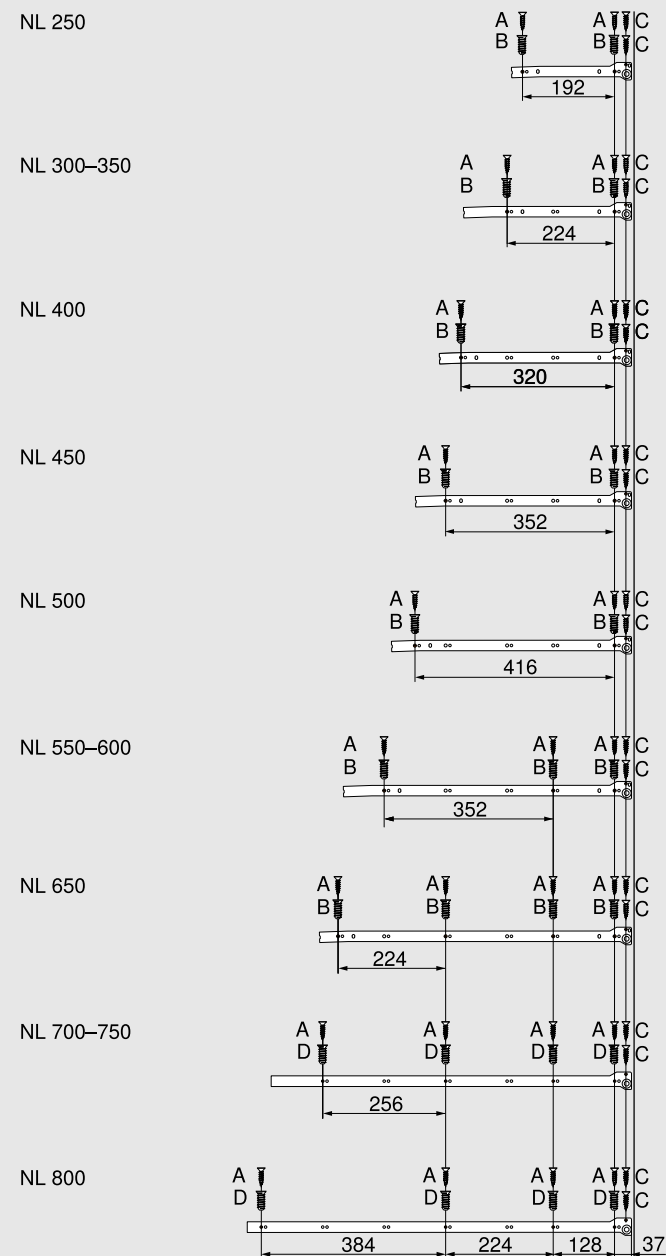 NL 250 A A C
B B C
192
NL 300–350 A A C
B B C
224
NL 400 A A C
B B C
320
NL 450 A A C
B B C
352
NL 500 A A C
B B C
416
NL 550–600 A A A C
B B B C
352
NL 650 A A A A C
B B B B C
224
NL 700–750 A A A A C
D D D D C
256
NL 800 A A A A C
D D D D C
384 224 128 37